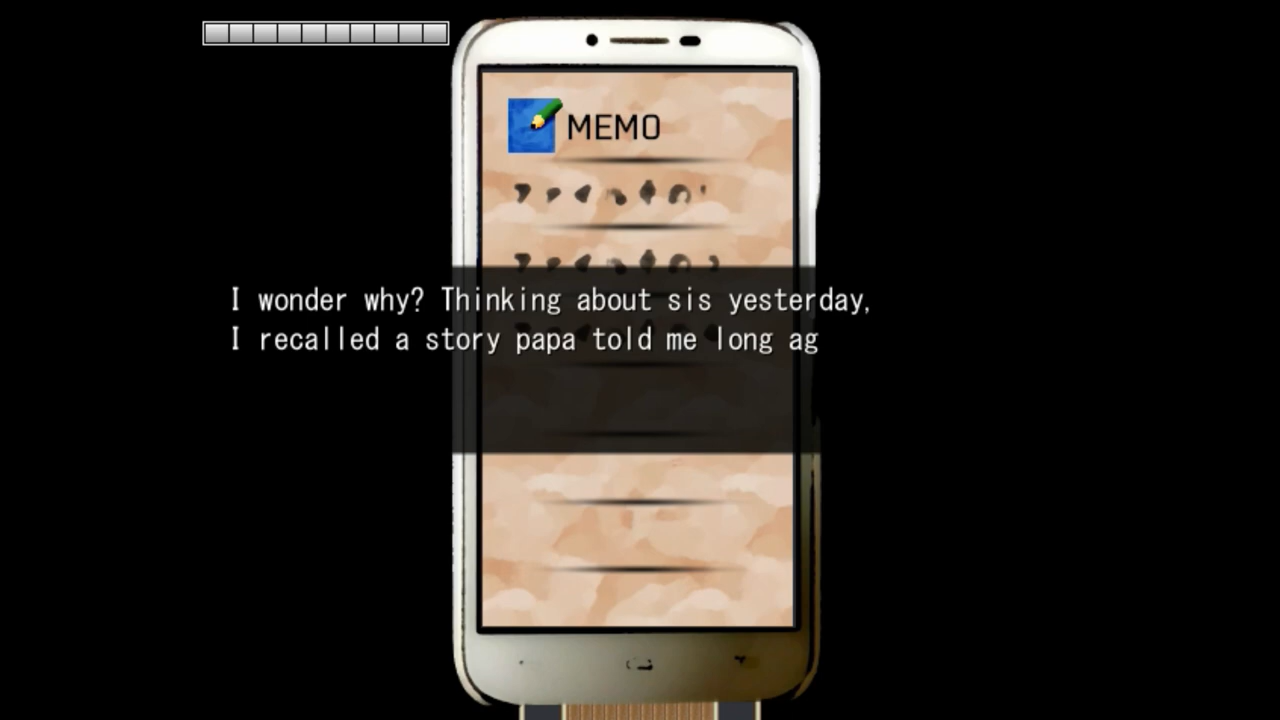 MEMO
I wonder why? Thinking about sis yesterday,
I recalled a story papa told me long ag